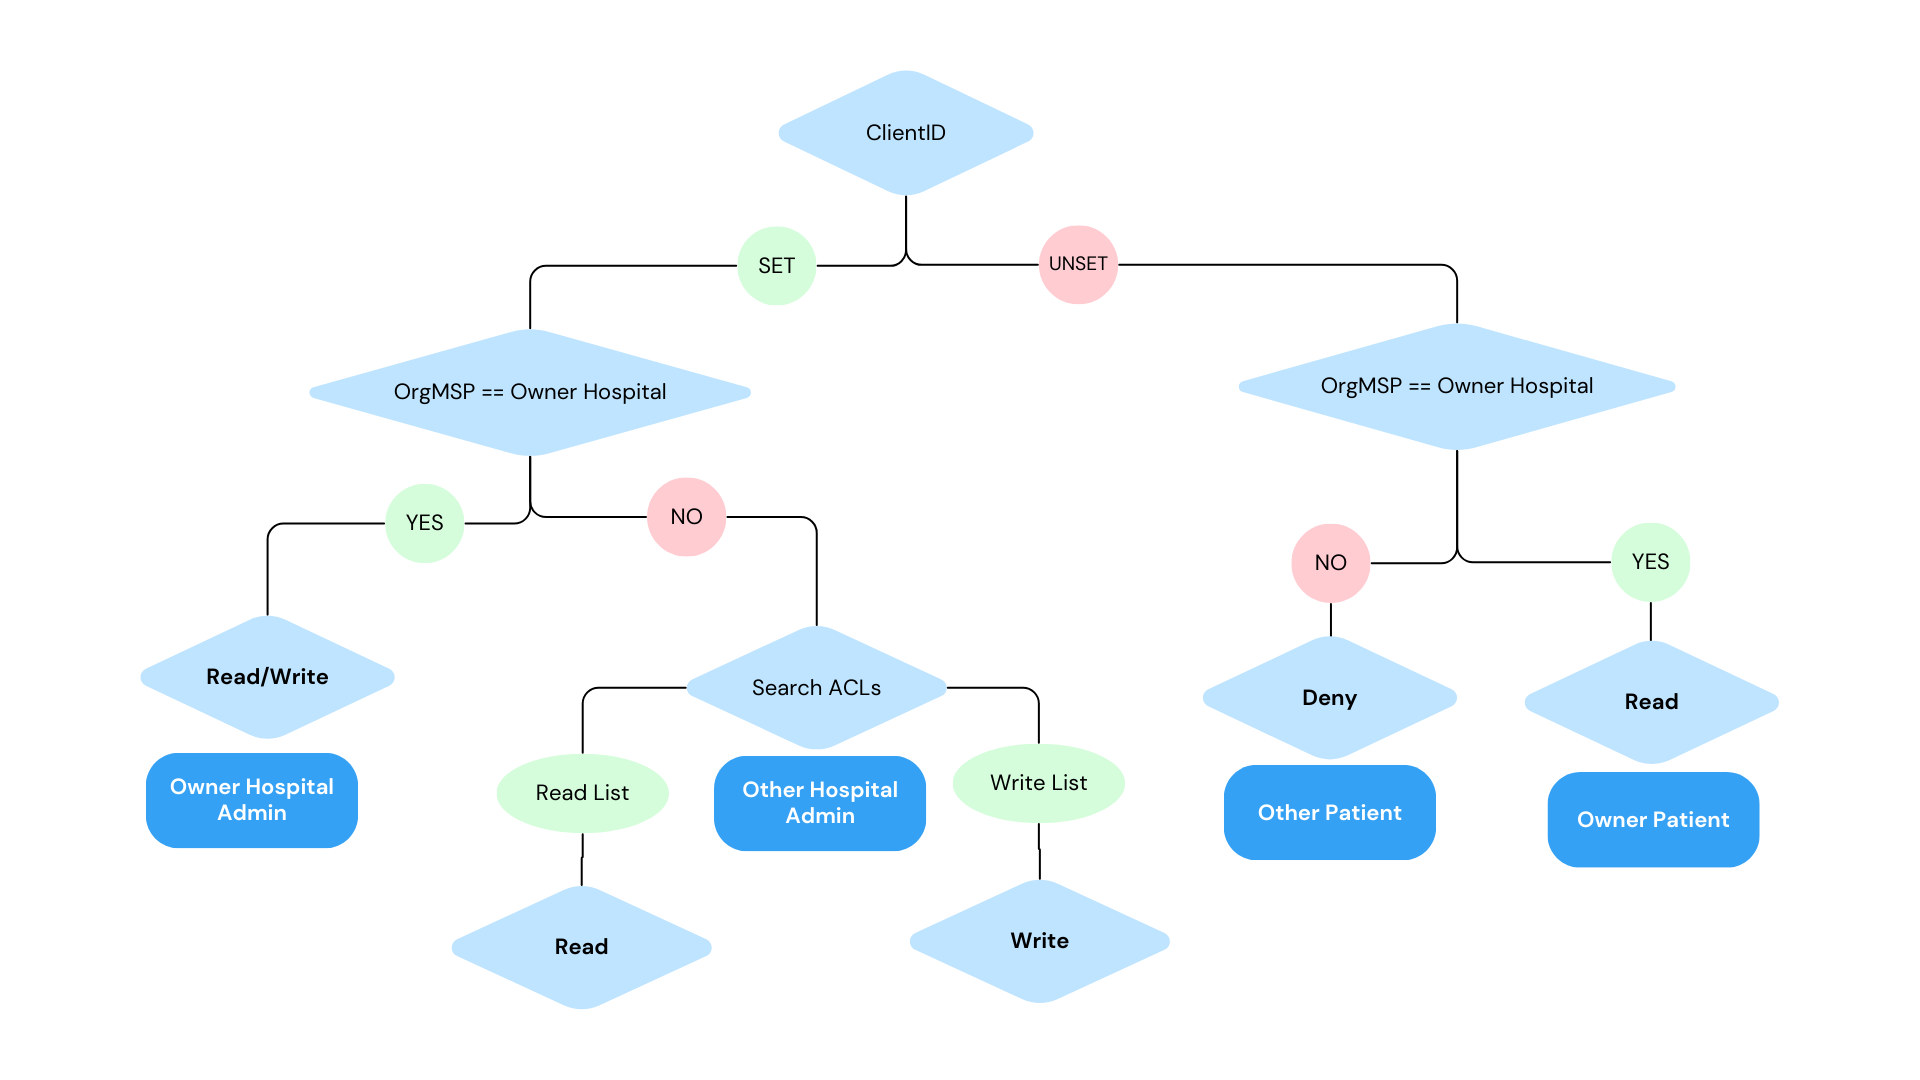 ClientID
SET
UNSET
OrgMSP == Owner Hospital
OrgMSP == Owner Hospital
YES
NO
NO
YES
Read/Write
Search ACLs
Deny
Read
Owner Hospital
Admin
Read List
Other Hospital
Admin
Write List
Other Patient
Owner Patient
Read
Write